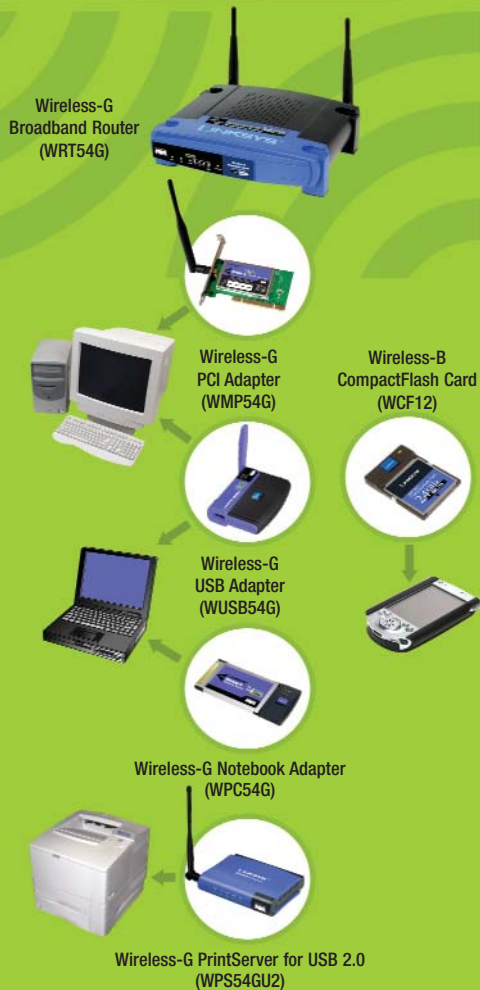 Wireless-G
Broadband Router
(WRT54G)
LINKSYS
Wireless-G
PCI Adapter
(WMP54G)
Wireless-B
CompactFlash Card
(WCF12)
Wireless-G
USB Adapter
(WUSB54G)
Wireless-G Notebook Adapter
(WPC54G)
Wireless-G PrintServer for USB 2.0
(WPS54GU2)